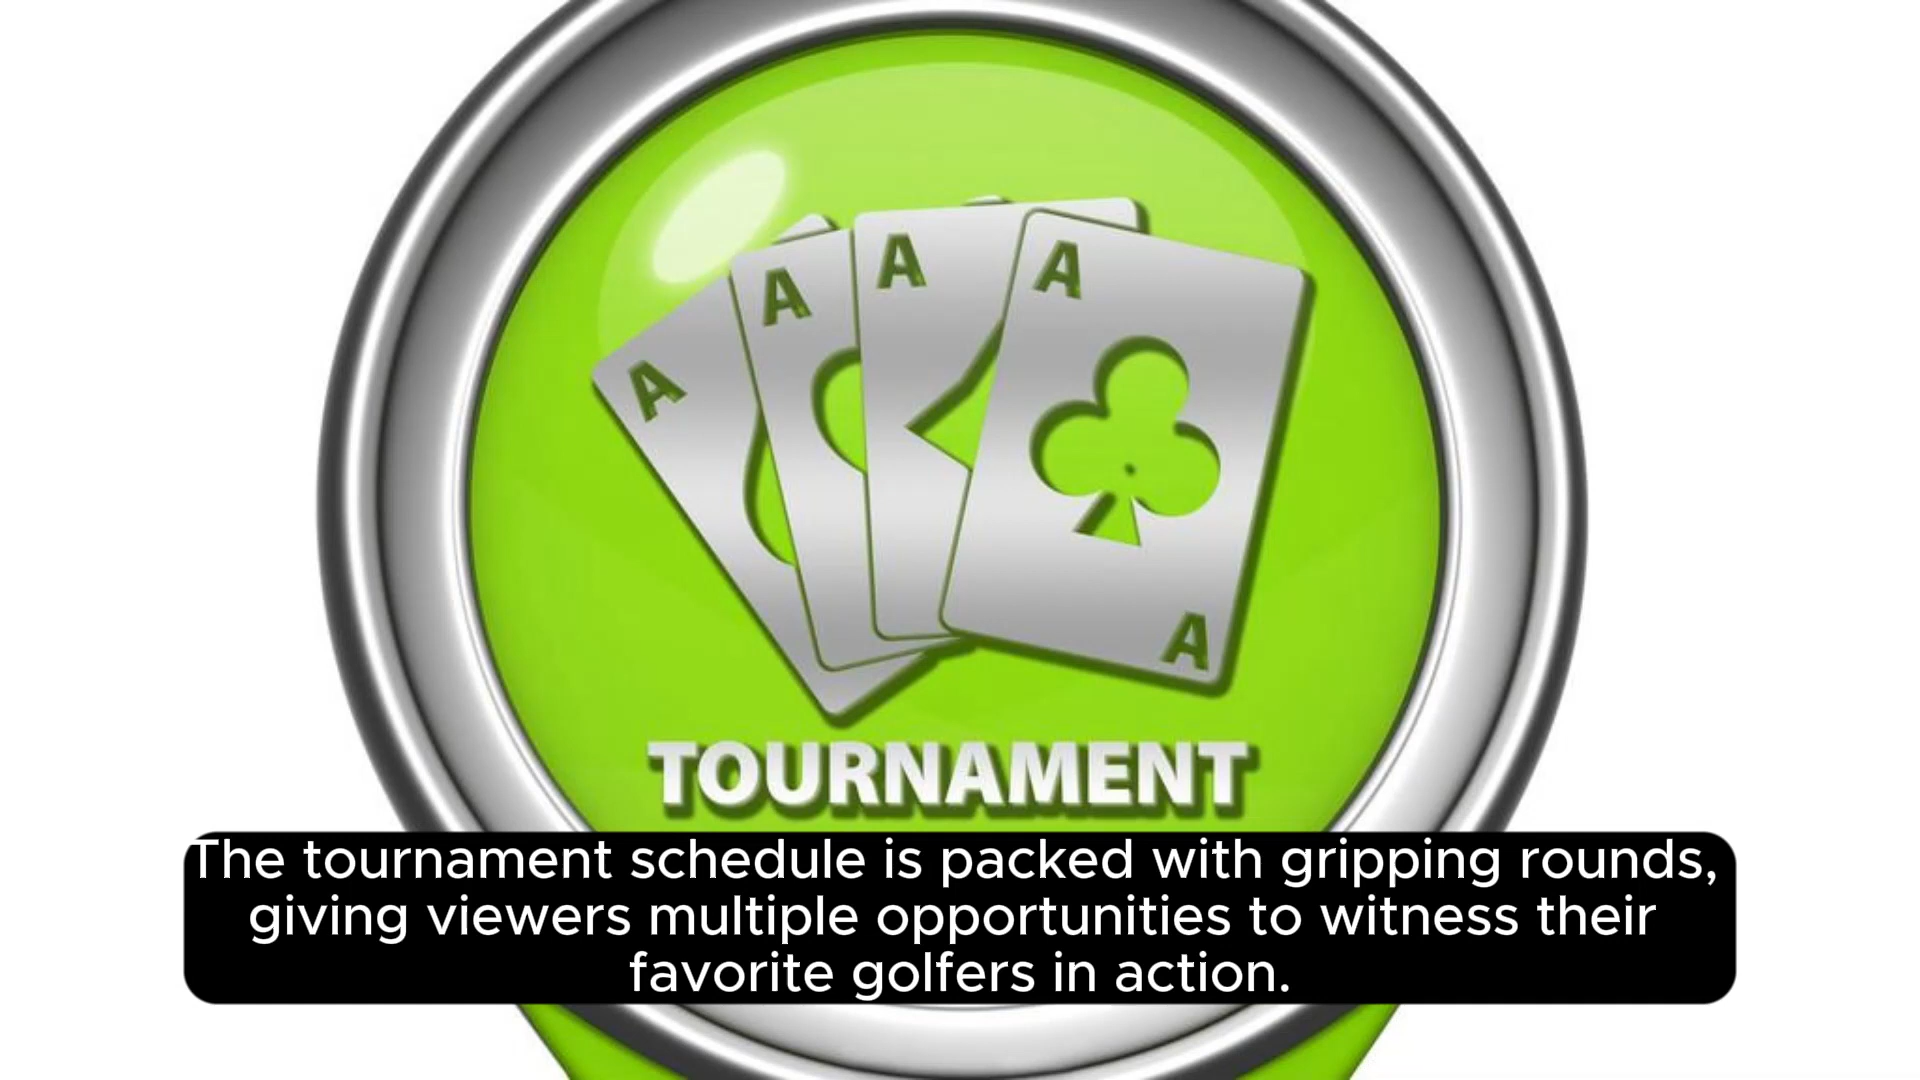 A
A
A
A
A
TOURNAMENT
The tournament schedule is packed with gripping rounds,
giving viewers multiple opportunities to witness their
favorite golfers in action.